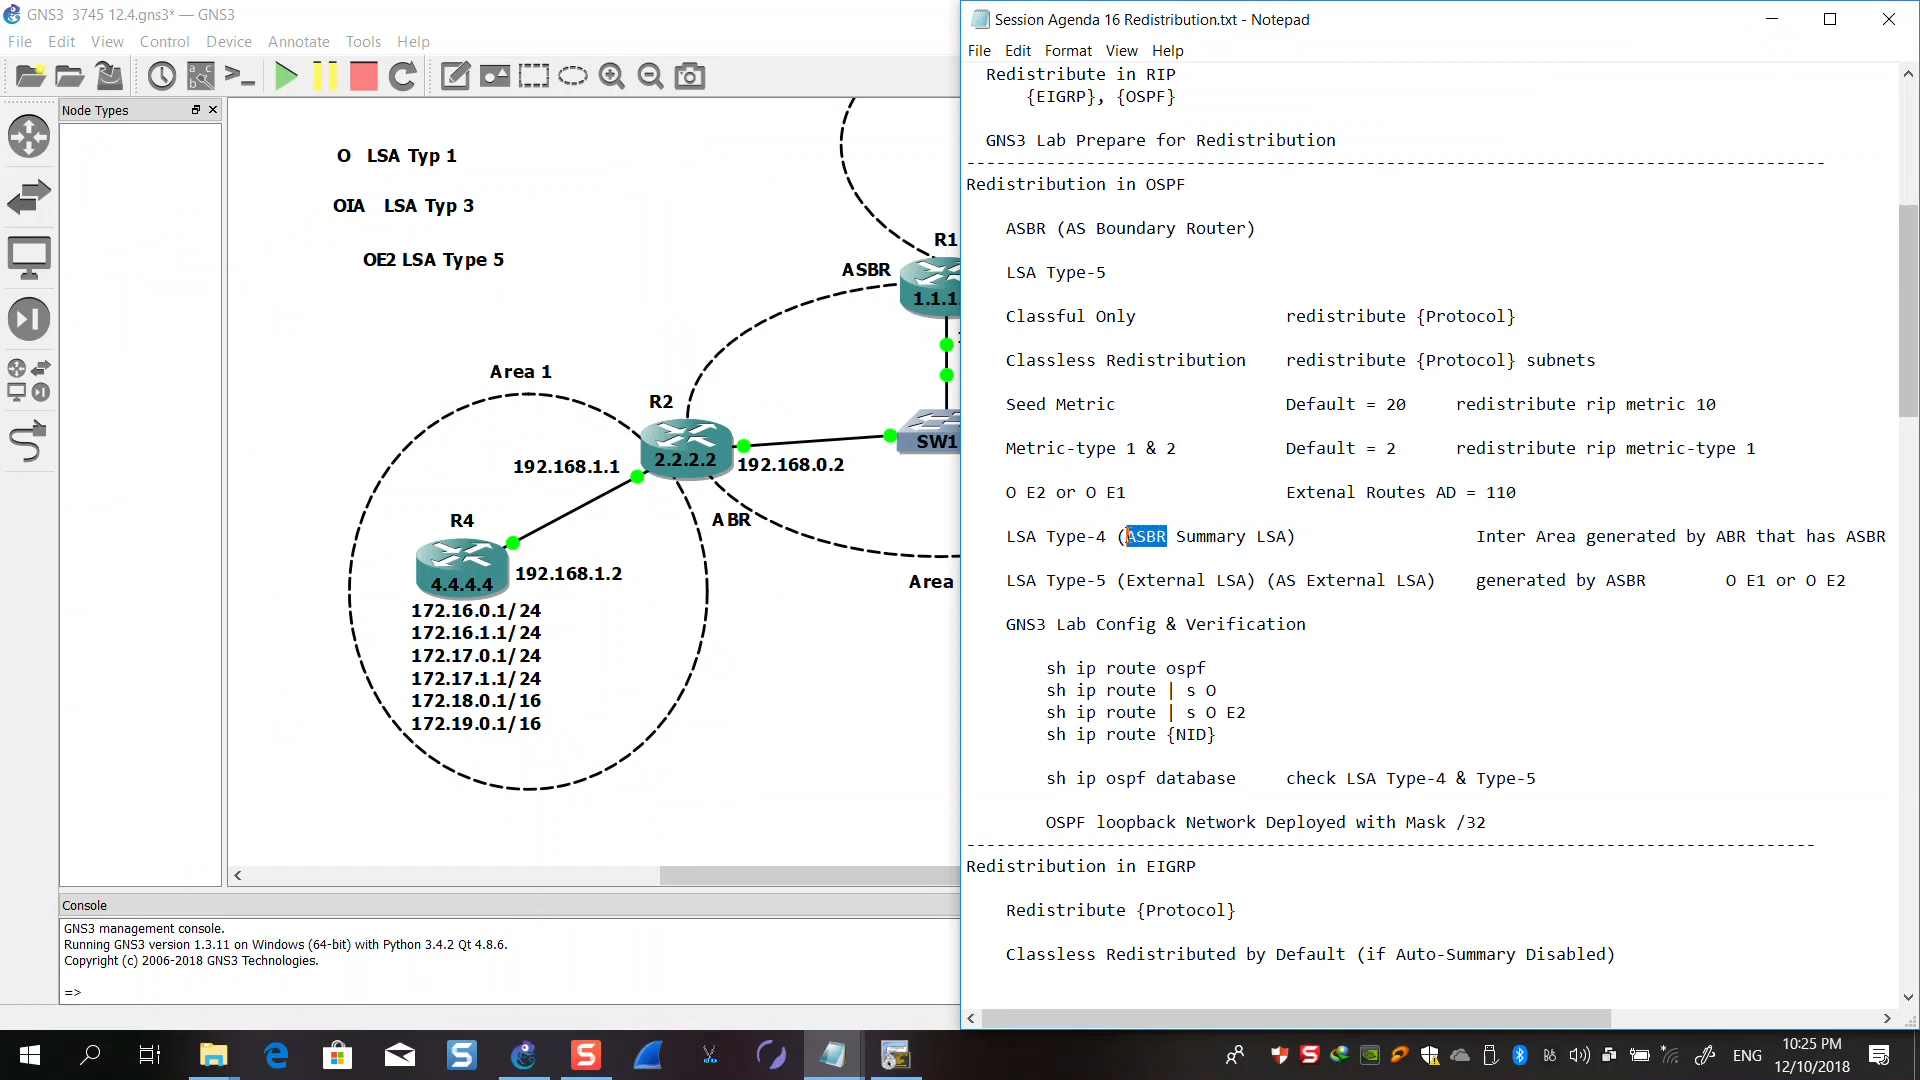 GNS3 3745 12.4.gns3* — GNS3
File Edit View Control Device Annotate Tools Help
Node Types
O LSA Typ 1
OIA LSA Typ 3
OE2 LSA Type 5
R1
ASBR
1.1.1.
Area 1
R2
2.2.2.2
SW1
192.168.1.1
192.168.0.2
ABR
R4
4.4.4.4
192.168.1.2
Area
172.16.0.1/24
172.16.1.1/24
172.17.0.1/24
172.17.1.1/24
172.18.0.1/16
172.19.0.1/16
Console
GNS3 management console.
Running GNS3 version 1.3.11 on Windows (64-bit) with Python 3.4.2 Qt 4.8.6.
Copyright (c) 2006-2018 GNS3 Technologies.
=>
Session Agenda 16 Redistribution.txt - Notepad
File Edit Format View Help
Redistribute in RIP
{EIGRP}, {OSPF}
GNS3 Lab Prepare for Redistribution
-------------------------------------------------------------------------------------
Redistribution in OSPF
ASBR (AS Boundary Router)
LSA Type-5
Classful Only redistribute {Protocol}
Classless Redistribution redistribute {Protocol} subnets
Seed Metric Default = 20 redistribute rip metric 10
Metric-type 1 & 2 Default = 2 redistribute rip metric-type 1
O E2 or O E1 Extenal Routes AD = 110
LSA Type-4 (ASBR Summary LSA) Inter Area generated by ABR that has ASBR
LSA Type-5 (External LSA) (AS External LSA) generated by ASBR O E1 or O E2
GNS3 Lab Config & Verification
sh ip route ospf
sh ip route | s O
sh ip route | s O E2
sh ip route {NID}
sh ip ospf database check LSA Type-4 & Type-5
OSPF loopback Network Deployed with Mask /32
-------------------------------------------------------------------------------------
Redistribution in EIGRP
Redistribute {Protocol}
Classless Redistributed by Default (if Auto-Summary Disabled)
ENG
10:25 PM
12/10/2018